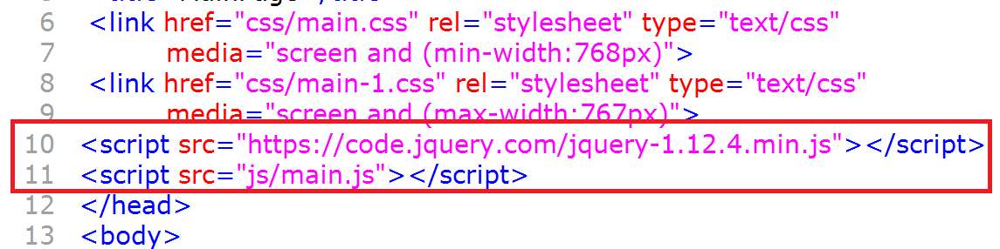 6 <link href="css/main.css" rel="stylesheet" type="text/css"
7 media="screen and (min-width:768px)">
8 <link href="css/main-1.css" rel="stylesheet" type="text/css"
9 media="screen and (max-width:767px)">
10 <script src="https://code.jquery.com/jquery-1.12.4.min.js"></script>
11 <script src="js/main.js"></script>
12 </head>
13 <body>